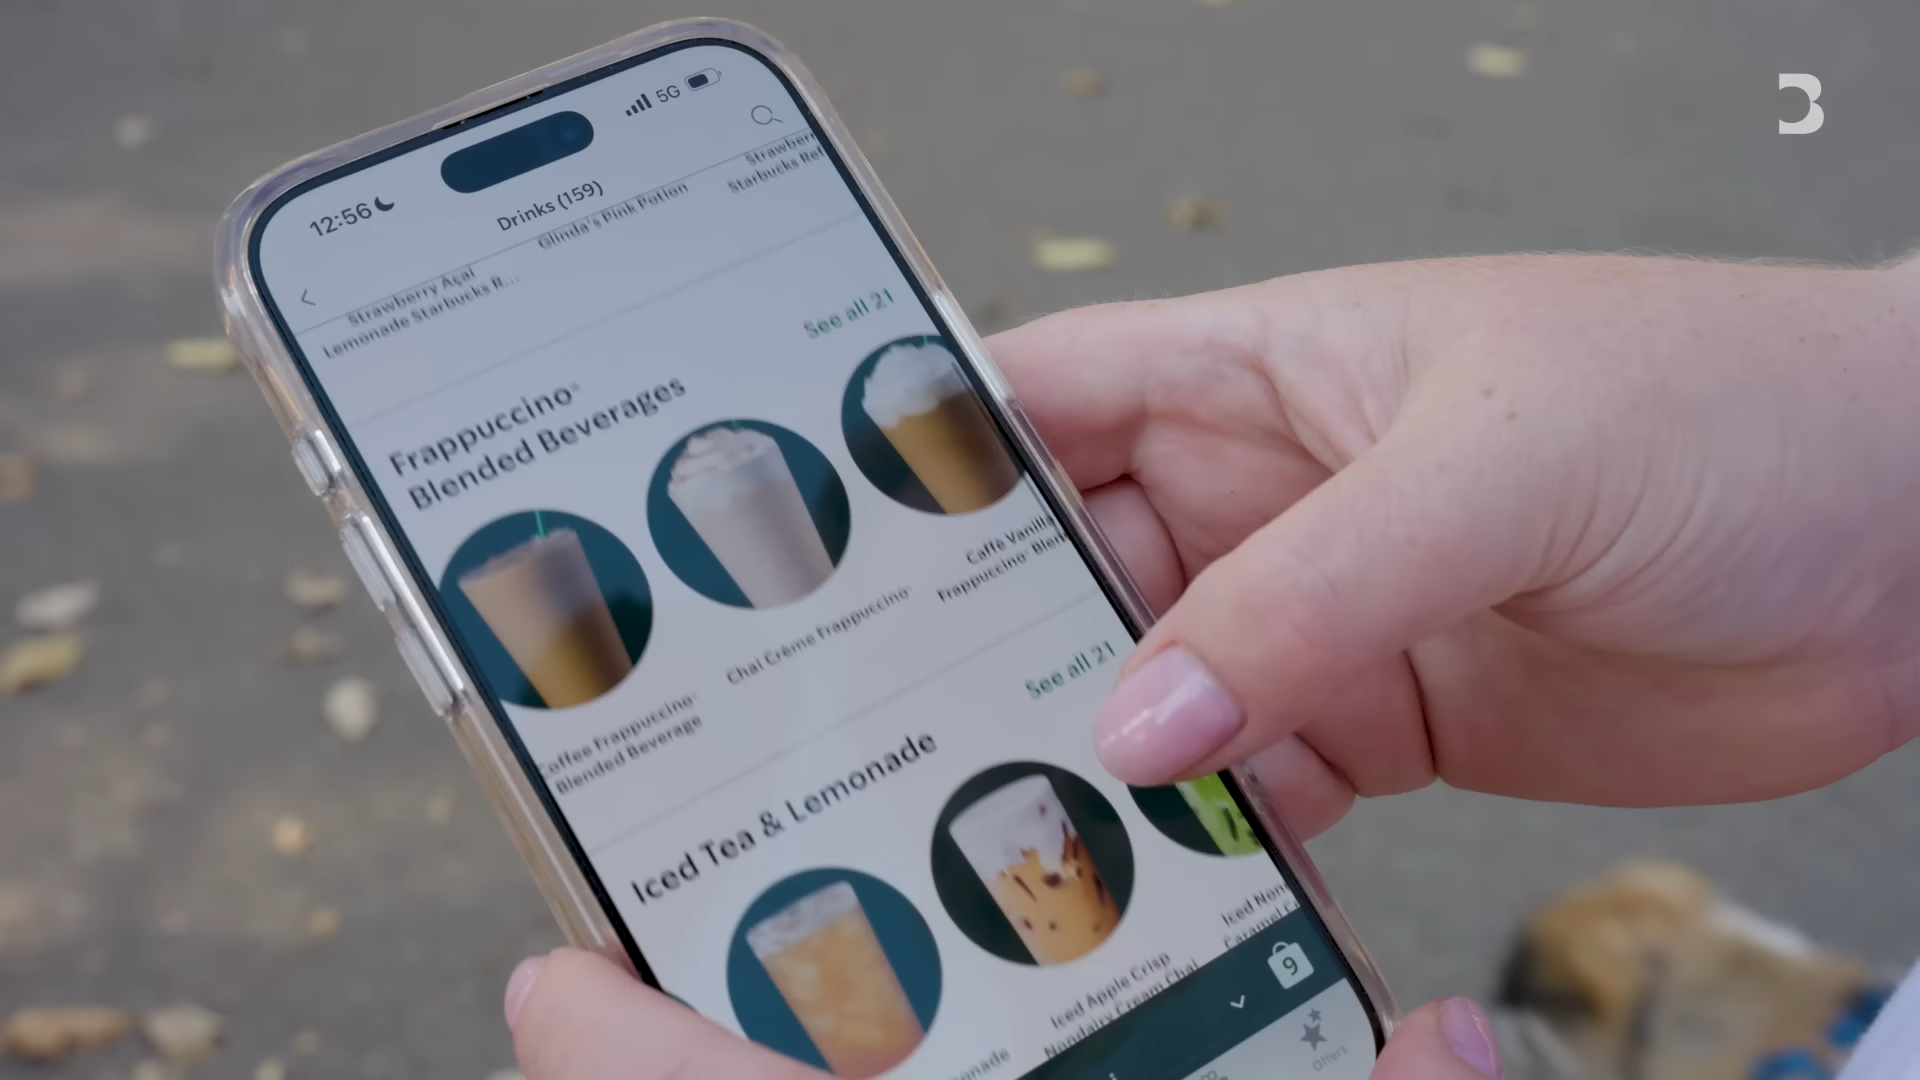 3
5G
12:56
Drinks (159)
Strawberry Açaí
Lemonade Starbucks R...
Glinda's Pink Potion
Strawberr
Starbucks Ref
See all 21
Frappuccino®
Blended Beverages
Coffee Frappuccino®
Blended Beverage
Chai Crème Frappuccino®
Caffè Vanilla
Frappuccino® Blen
See all 21
Iced Tea & Lemonade
monade
Iced Apple Crisp
Nondairy Cream Chai
Iced Non
Caramel C
9
Offers